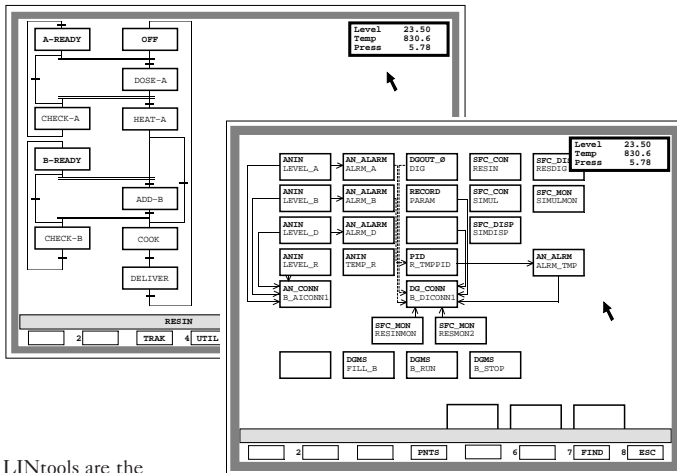 A-READY OFF
Level 23.50
Temp 830.6
Press 5.78
DOSE-A
CHECK-A HEAT-A
B-READY
ADD-B
CHECK-B COOK
DELIVER
RESIN
2 TRAK 4 UTIL
Level 23.50
Temp 830.6
Press 5.78
ANIN LEVEL_A
AN_ALARM ALRM_A
DGOUT_Ø DIG
SFC_CON RESIN
RESDIG
ANIN LEVEL_B
AN_ALARM ALRM_B
RECORD PARAM
SFC_CON SIMUL
SFC_MON SIMULMON
ANIN LEVEL_D
AN_ALARM ALRM_D
SFC_DISP SIMDISP
ANIN LEVEL_R
ANIN TEMP_R
PID R_TMPPID
AN_ALRM ALRM_TMP
AN_CONN B_AICONN1
DG_CONN B_DICONN1
SFC_MON RESINMON
SFC_MON RESMON2
DGMS FILL_B
DGMS B_RUN
DGMS B_STOP
2 PNTS 6 7 FIND 8 ESC
LINtools are the